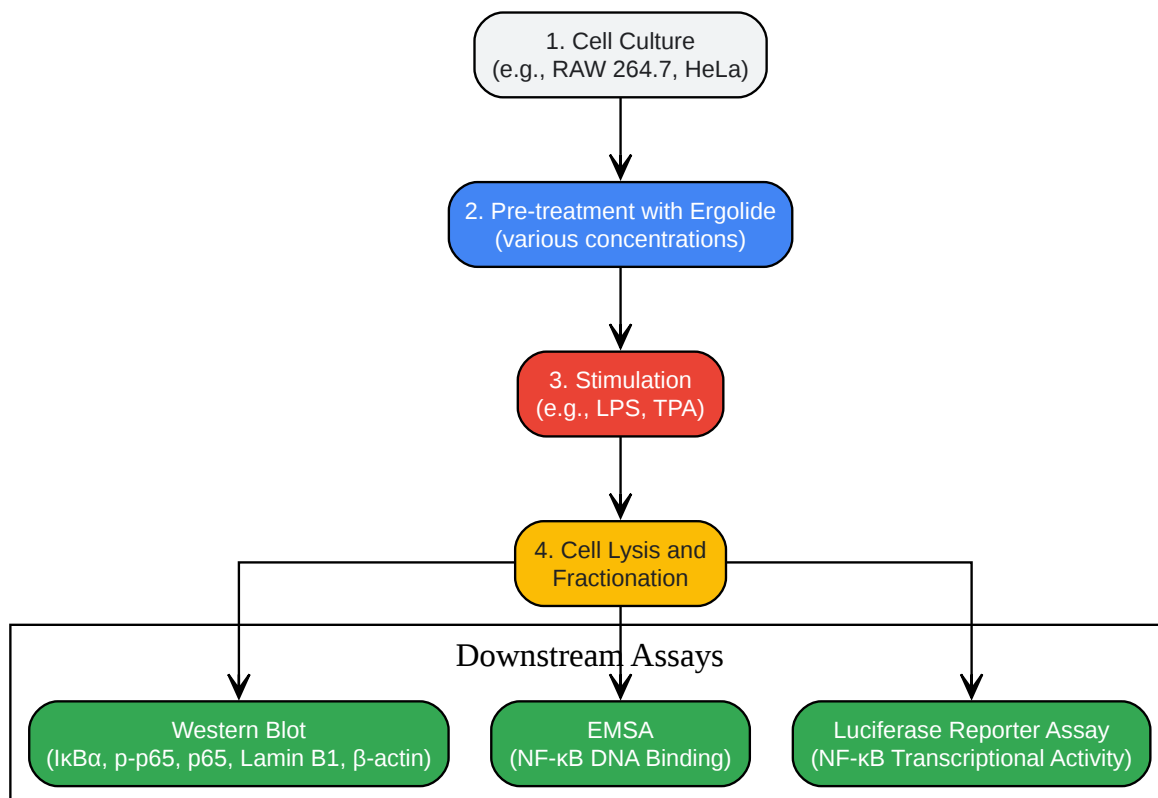 1. Cell Culture
(e.g., RAW 264.7, HeLa)
2. Pre-treatment with Ergolide
(various concentrations)
3. Stimulation
(e.g., LPS, TPA)
4. Cell Lysis and
Fractionation
Downstream Assays
Western Blot
(IκBα, p-p65, p65, Lamin B1, β-actin)
EMSA
(NF-κB DNA Binding)
Luciferase Reporter Assay
(NF-κB Transcriptional Activity)